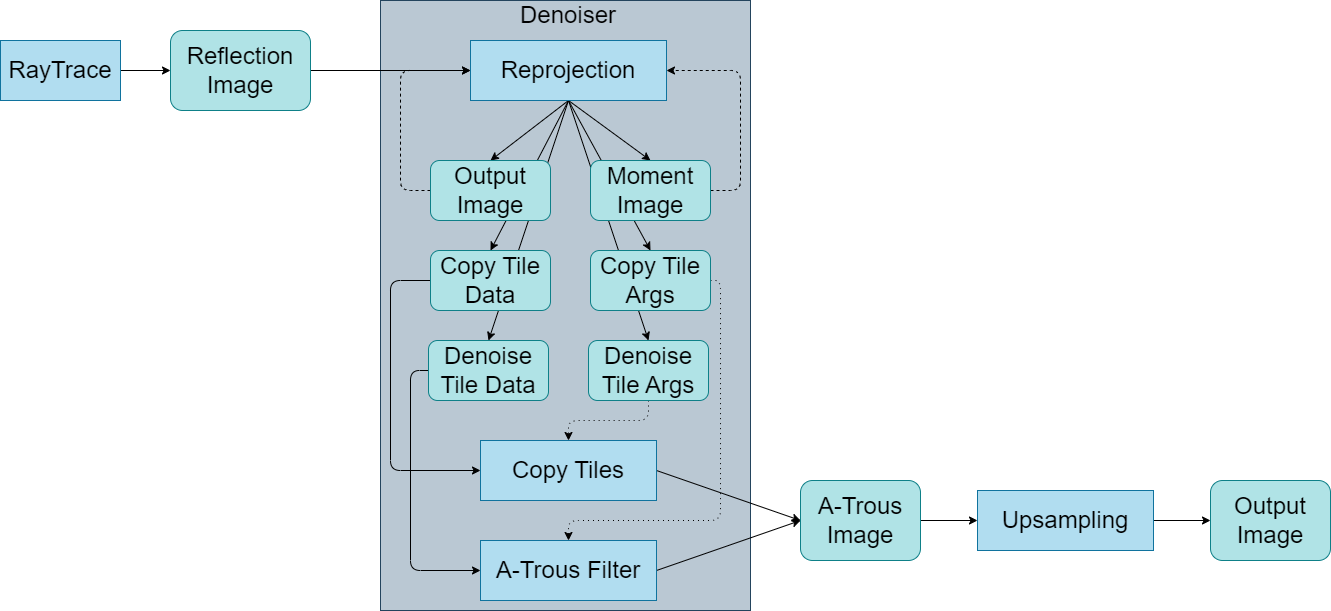 Denoiser
RayTrace
Reflection
Image
Reprojection
Output
Image
Moment
Image
Copy Tile
Data
Copy Tile
Args
Denoise
Tile Data
Denoise
Tile Args
Copy Tiles
A-Trous Filter
A-Trous
Image
Upsampling
Output
Image